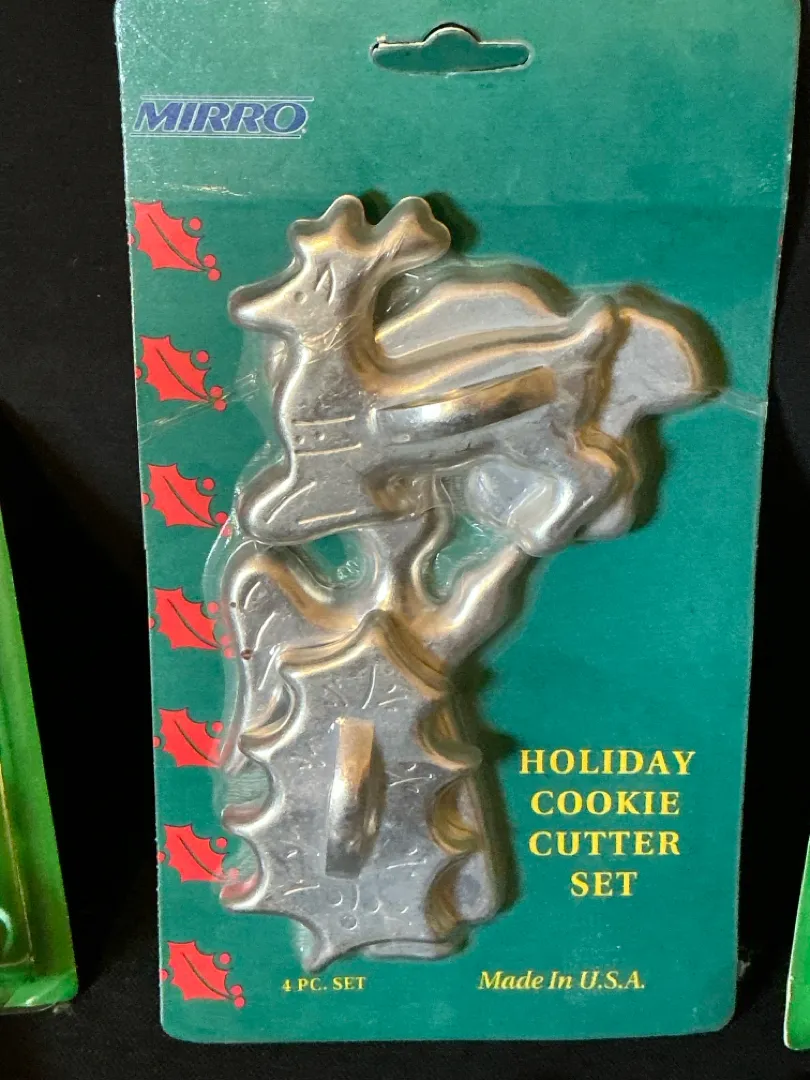 MIRRO
HOLIDAY
COOKIE
CUTTER
SET
4 PC. SET
Made In U.S.A.